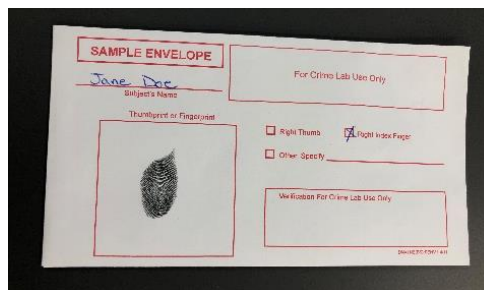 SAMPLE ENVELOPE
For Crime Lab Use Only
Jane Doe
Subject's Name
Thumbprint or Fingerprint
Right Thumb
Right Index Finger
Other: Specify
Verification For Crime Lab Use Only